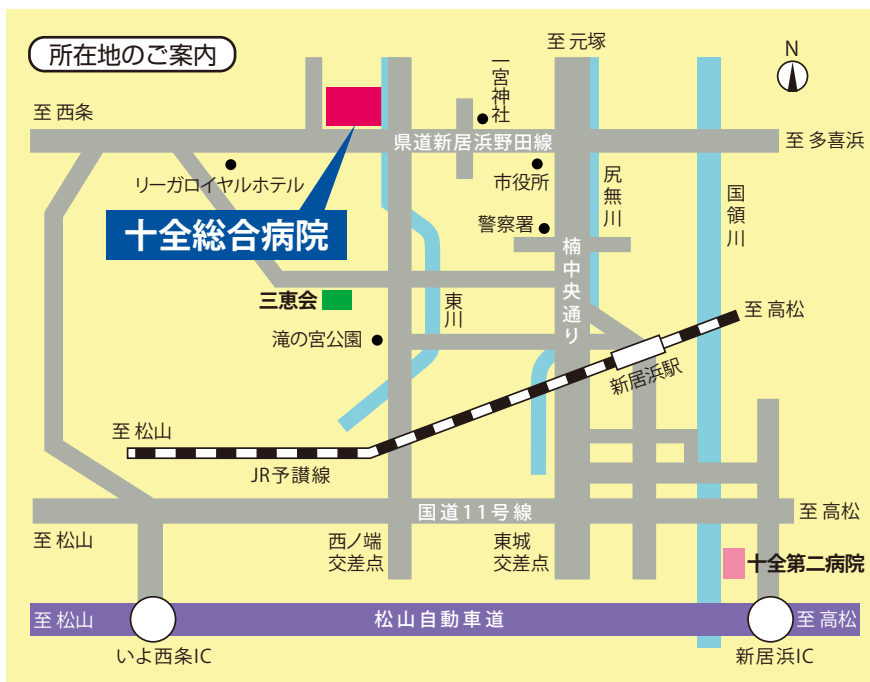 所在地のご案内
至 元塚
N
一宮神社
至 西条
県道新居浜野田線
至 多喜浜
リーガロイヤルホテル
市役所
尻無川
国領川
十全総合病院
警察署
楠中央通り
三恵会
東川
至 高松
滝の宮公園
新居浜駅
至 松山
JR予讃線
国道11号線
至 高松
至 松山
西ノ端
交差点
東城
交差点
十全第二病院
至 松山
松山自動車道
至 高松
いよ西条IC
新居浜IC